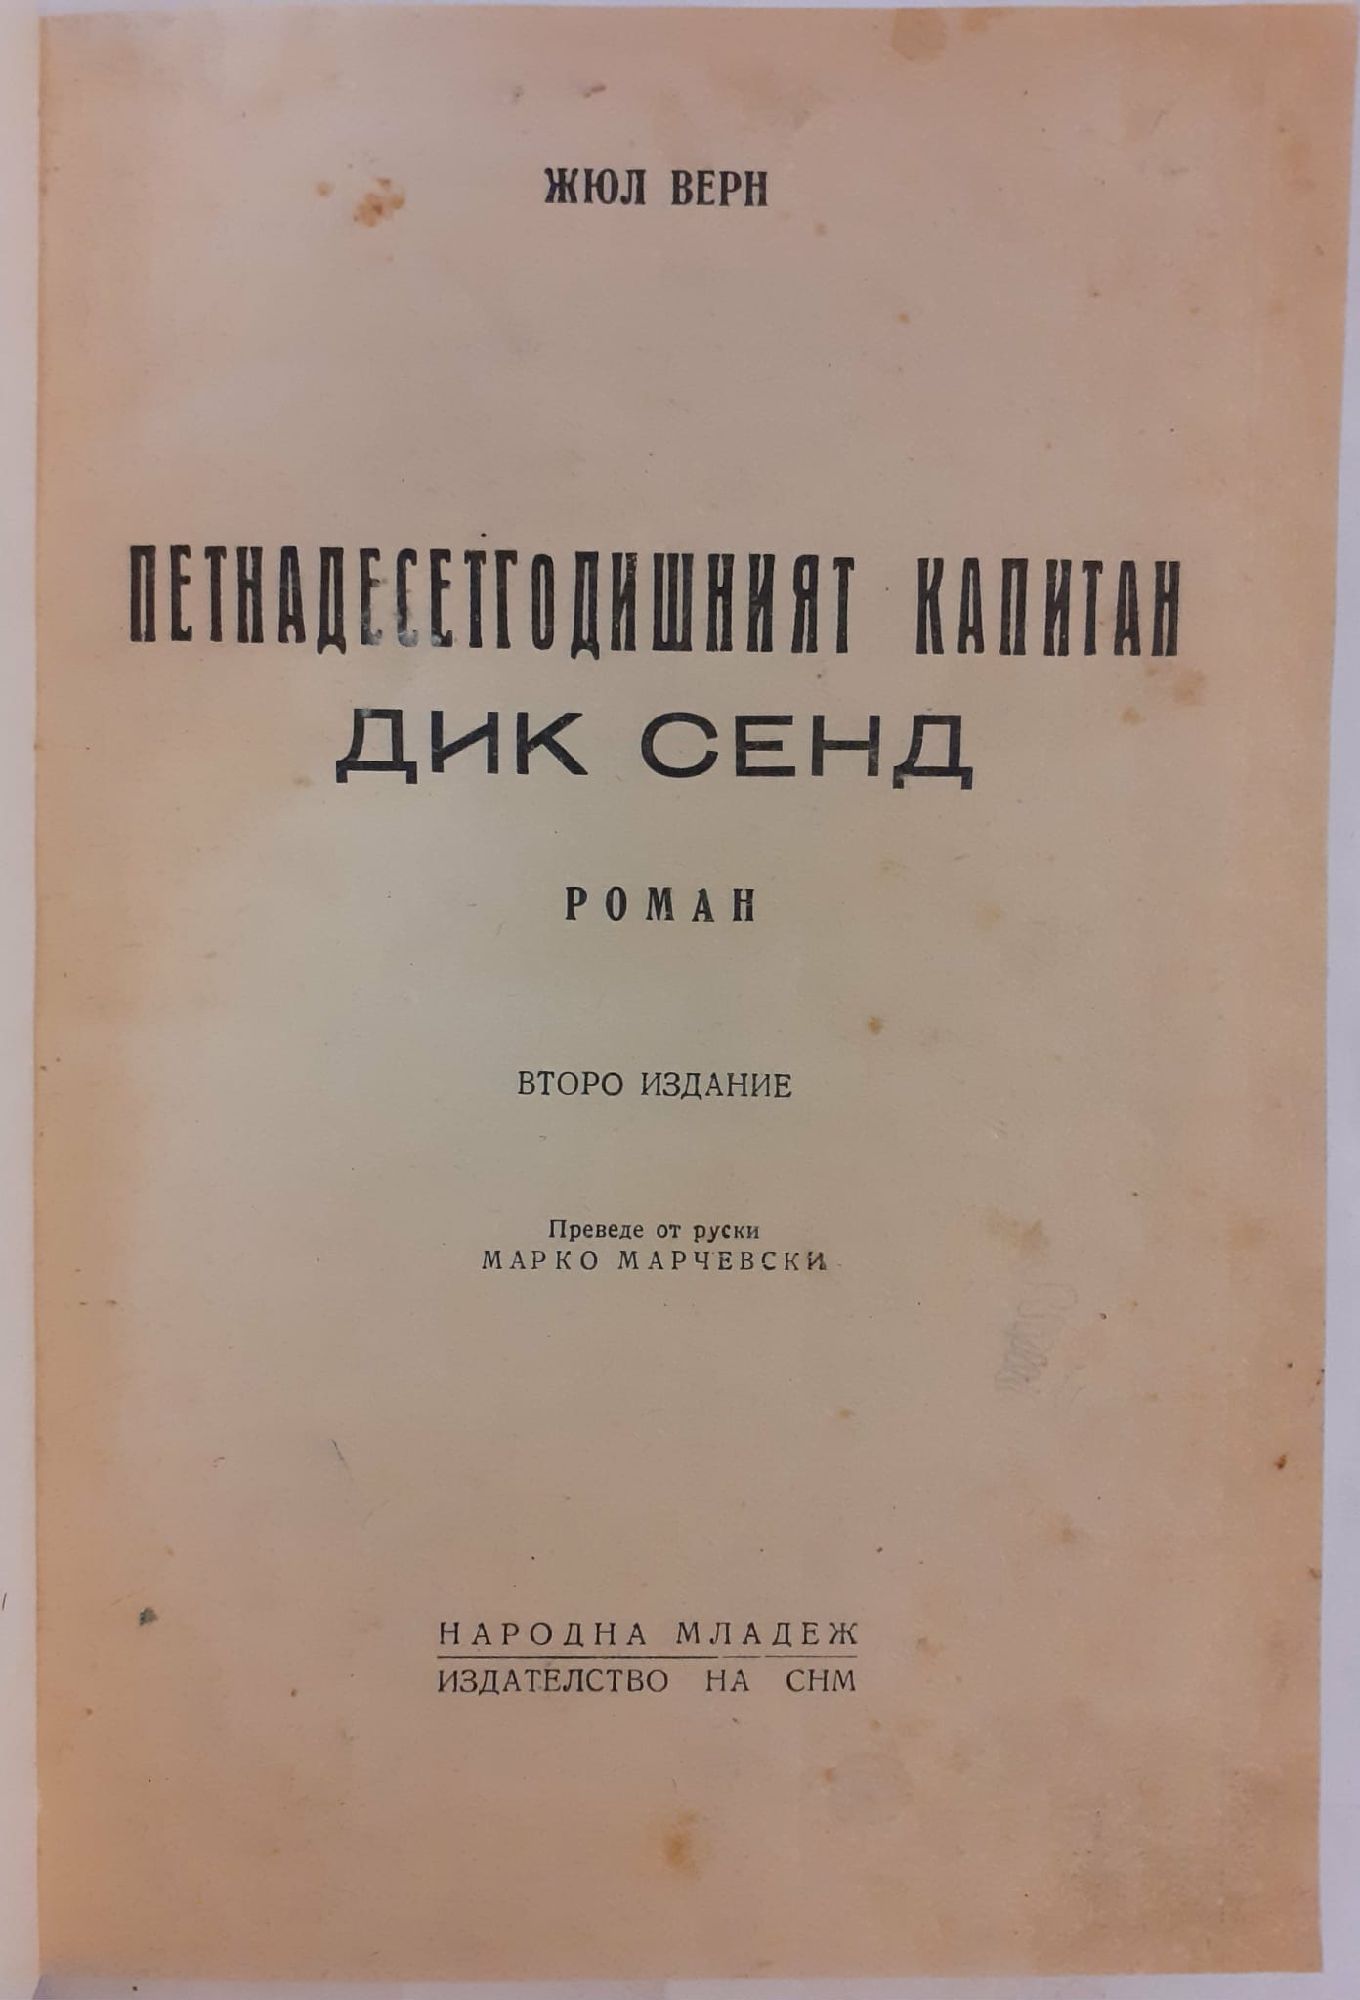 ЖЮЛ ВЕРН
ПЕТНАДЕСЕТГОДИШНИЯТ КАПИТАН
ДИК СЕНД
РОМАН
ВТОРО ИЗДАНИЕ
Преведе от руски
МАРКО МАРЧЕВСКИ
НАРОДНА МЛАДЕЖ
ИЗДАТЕЛСТВО НА СНМ